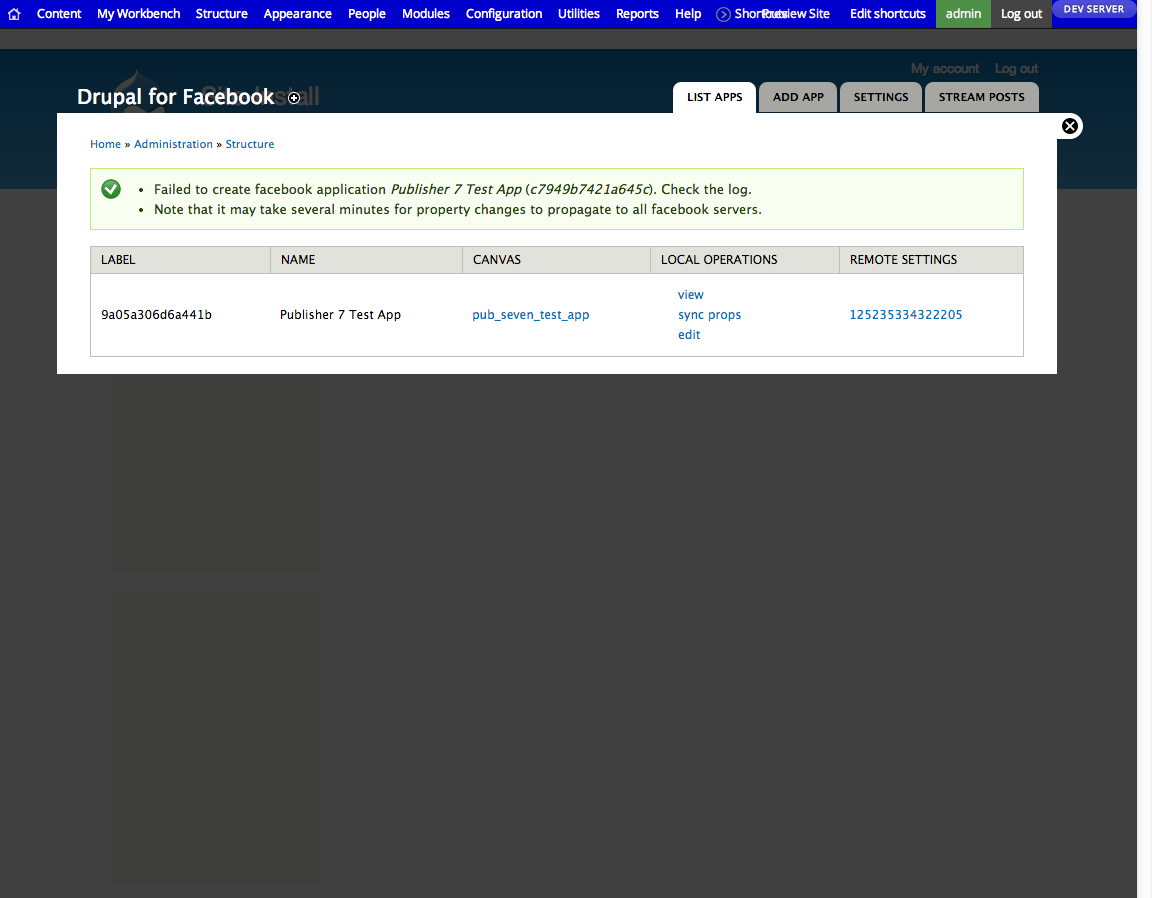 Content My Workbench Structure Appearance People Modules Configuration Utilities Reports Help Shortcuts Preview Site Edit shortcuts admin Log out DEV SERVER
My account Log out
Drupal for Facebook
LIST APPS ADD APP SETTINGS STREAM POSTS
Home » Administration » Structure
• Failed to create facebook application Publisher 7 Test App (c7949b7421a645c). Check the log.
• Note that it may take several minutes for property changes to propagate to all facebook servers.
LABEL NAME CANVAS LOCAL OPERATIONS REMOTE SETTINGS
view
9a05a306d6a441b Publisher 7 Test App pub_seven_test_app sync props 125235334322205
edit